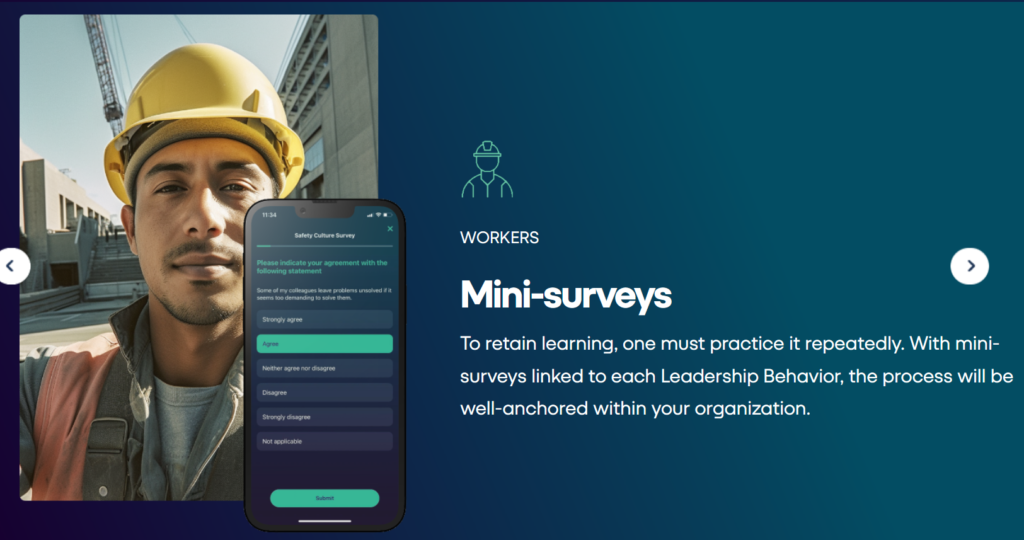 11:34
Safety Culture Survey
Please indicate your agreement with the
following statement
Some of my colleagues leave problems unsolved if it
seems too demanding to solve them.
Strongly agree
Agree
Neither agree nor disagree
Disagree
Strongly disagree
Not applicable
Submit
WORKERS
Mini-surveys
To retain learning, one must practice it repeatedly. With mini-
surveys linked to each Leadership Behavior, the process will be
well-anchored within your organization.